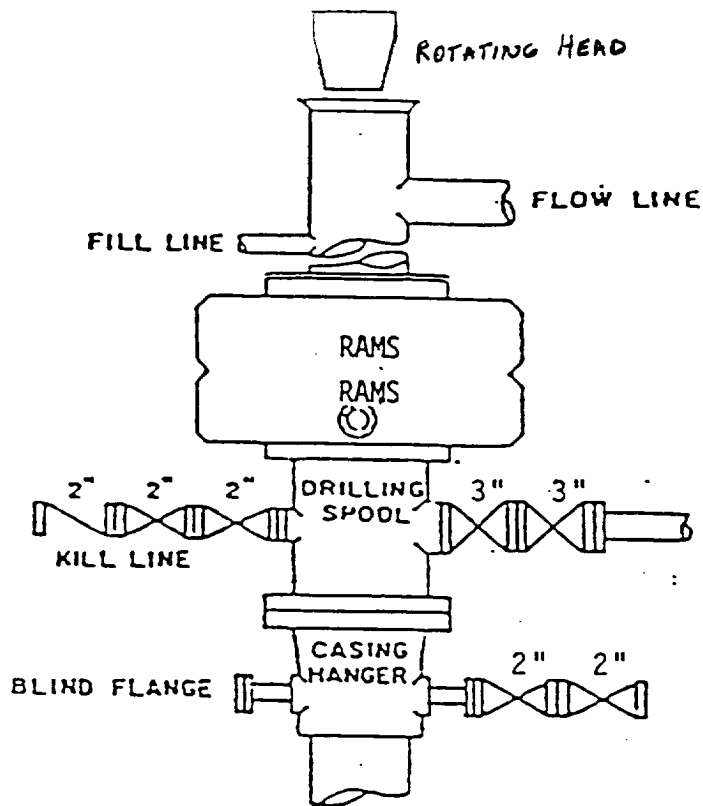 ROTATING HEAD
FLOW LINE
FILL LINE
RAMS
RAMS
2" 2" 2"
DRILLING
SPOOL
3" 3"
KILL LINE
CASING
HANGER
2" 2"
BLIND FLANGE